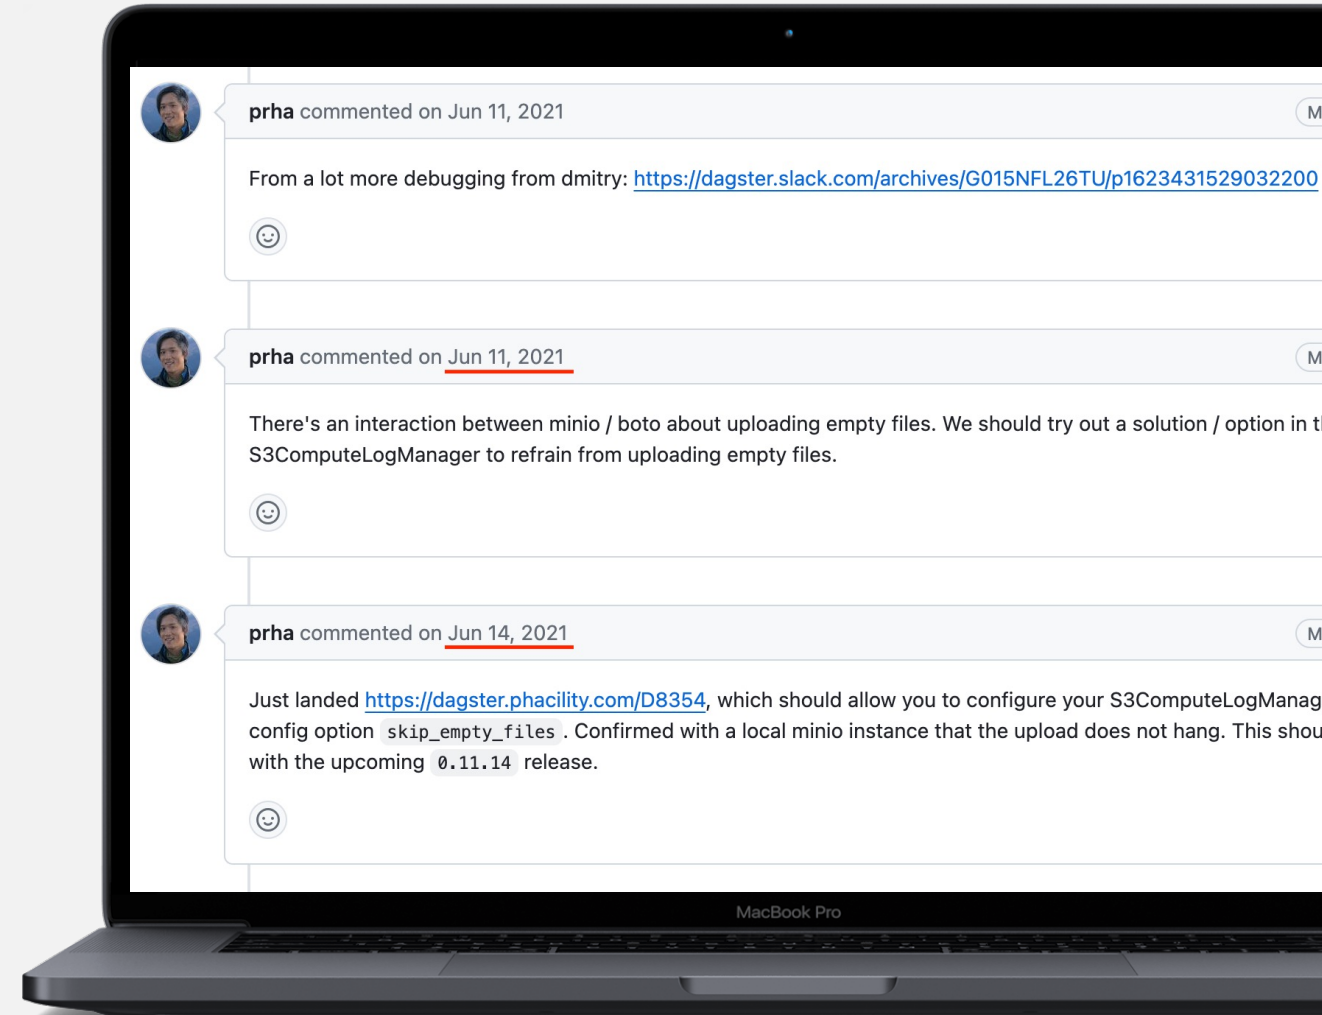 prha commented on Jun 11, 2021
M
From a lot more debugging from dmitry: https://dagster.slack.com/archives/G015NFL26TU/p1623431529032200
prha commented on Jun 11, 2021
M
There's an interaction between minio / boto about uploading empty files. We should try out a solution / option in
S3ComputeLogManager to refrain from uploading empty files.
prha commented on Jun 14, 2021
M
Just landed https://dagster.phacility.com/D8354, which should allow you to configure your
config option skip_empty_files. Confirmed with a local minio instance that the upload does not hang. This
with the upcoming 0.11.14 release.
MacBook Pro